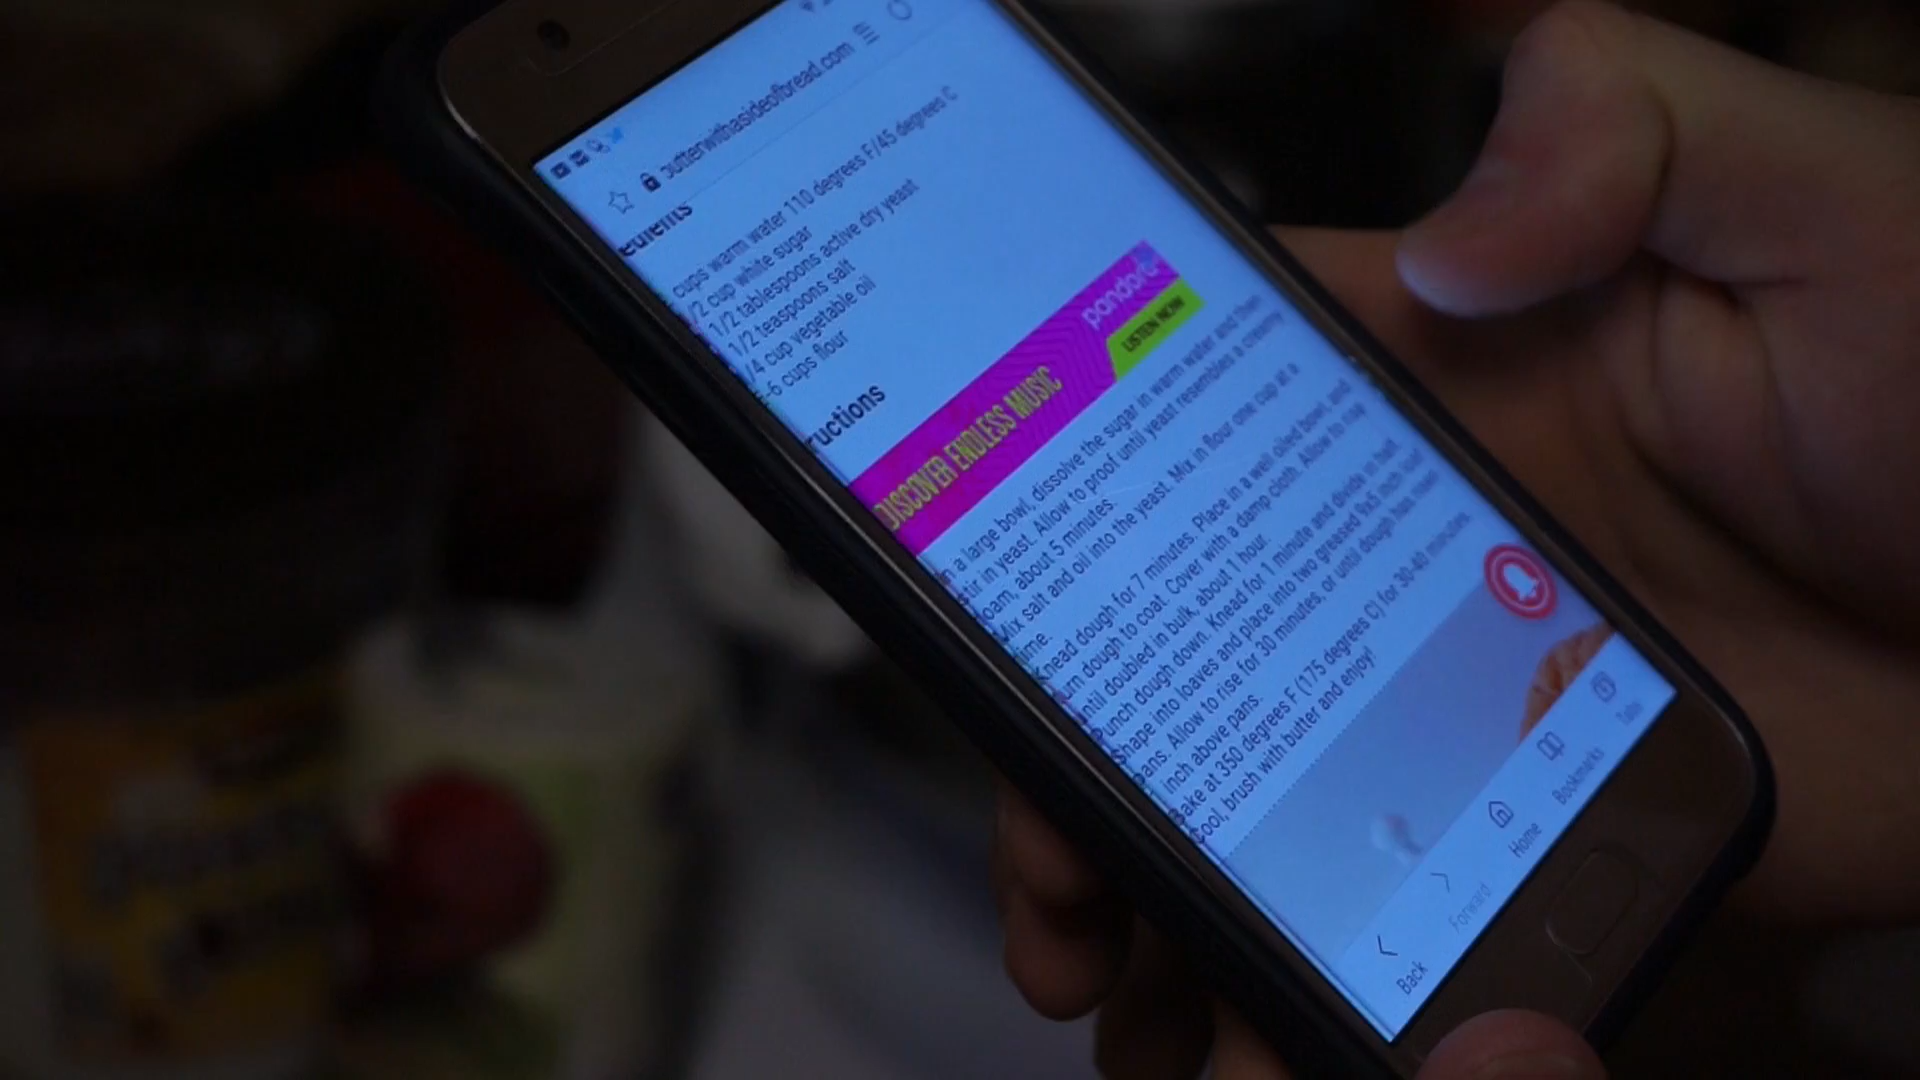 butterwithasideofbread.com
edients
cups warm water 110 degrees F/45 degrees C
/2 cup white sugar
1/2 tablespoons active dry yeast
1/2 teaspoons salt
/4 cup vegetable oil
-6 cups flour
ructions
DISCOVER ENDLESS MUSIC
pandora
LISTEN NOW
n a large bowl, dissolve the sugar in warm water and then
stir in yeast. Allow to proof until yeast resembles a creamy
foam, about 5 minutes.
Mix salt and oil into the yeast. Mix in flour one cup at a
time.
Knead dough for 7 minutes. Place in a well oiled bowl, and
turn dough to coat. Cover with a damp cloth. Allow to rise
until doubled in bulk, about 1 hour.
Punch dough down. Knead for 1 minute and divide in half.
Shape into loaves and place into two greased 9x5 inch loaf
pans. Allow to rise for 30 minutes, or until dough has risen
inch above pans.
Bake at 350 degrees F (175 degrees C) for 30-40 minutes.
Cool, brush with butter and enjoy!
Back
Forward
Home
Bookmarks
Tabs